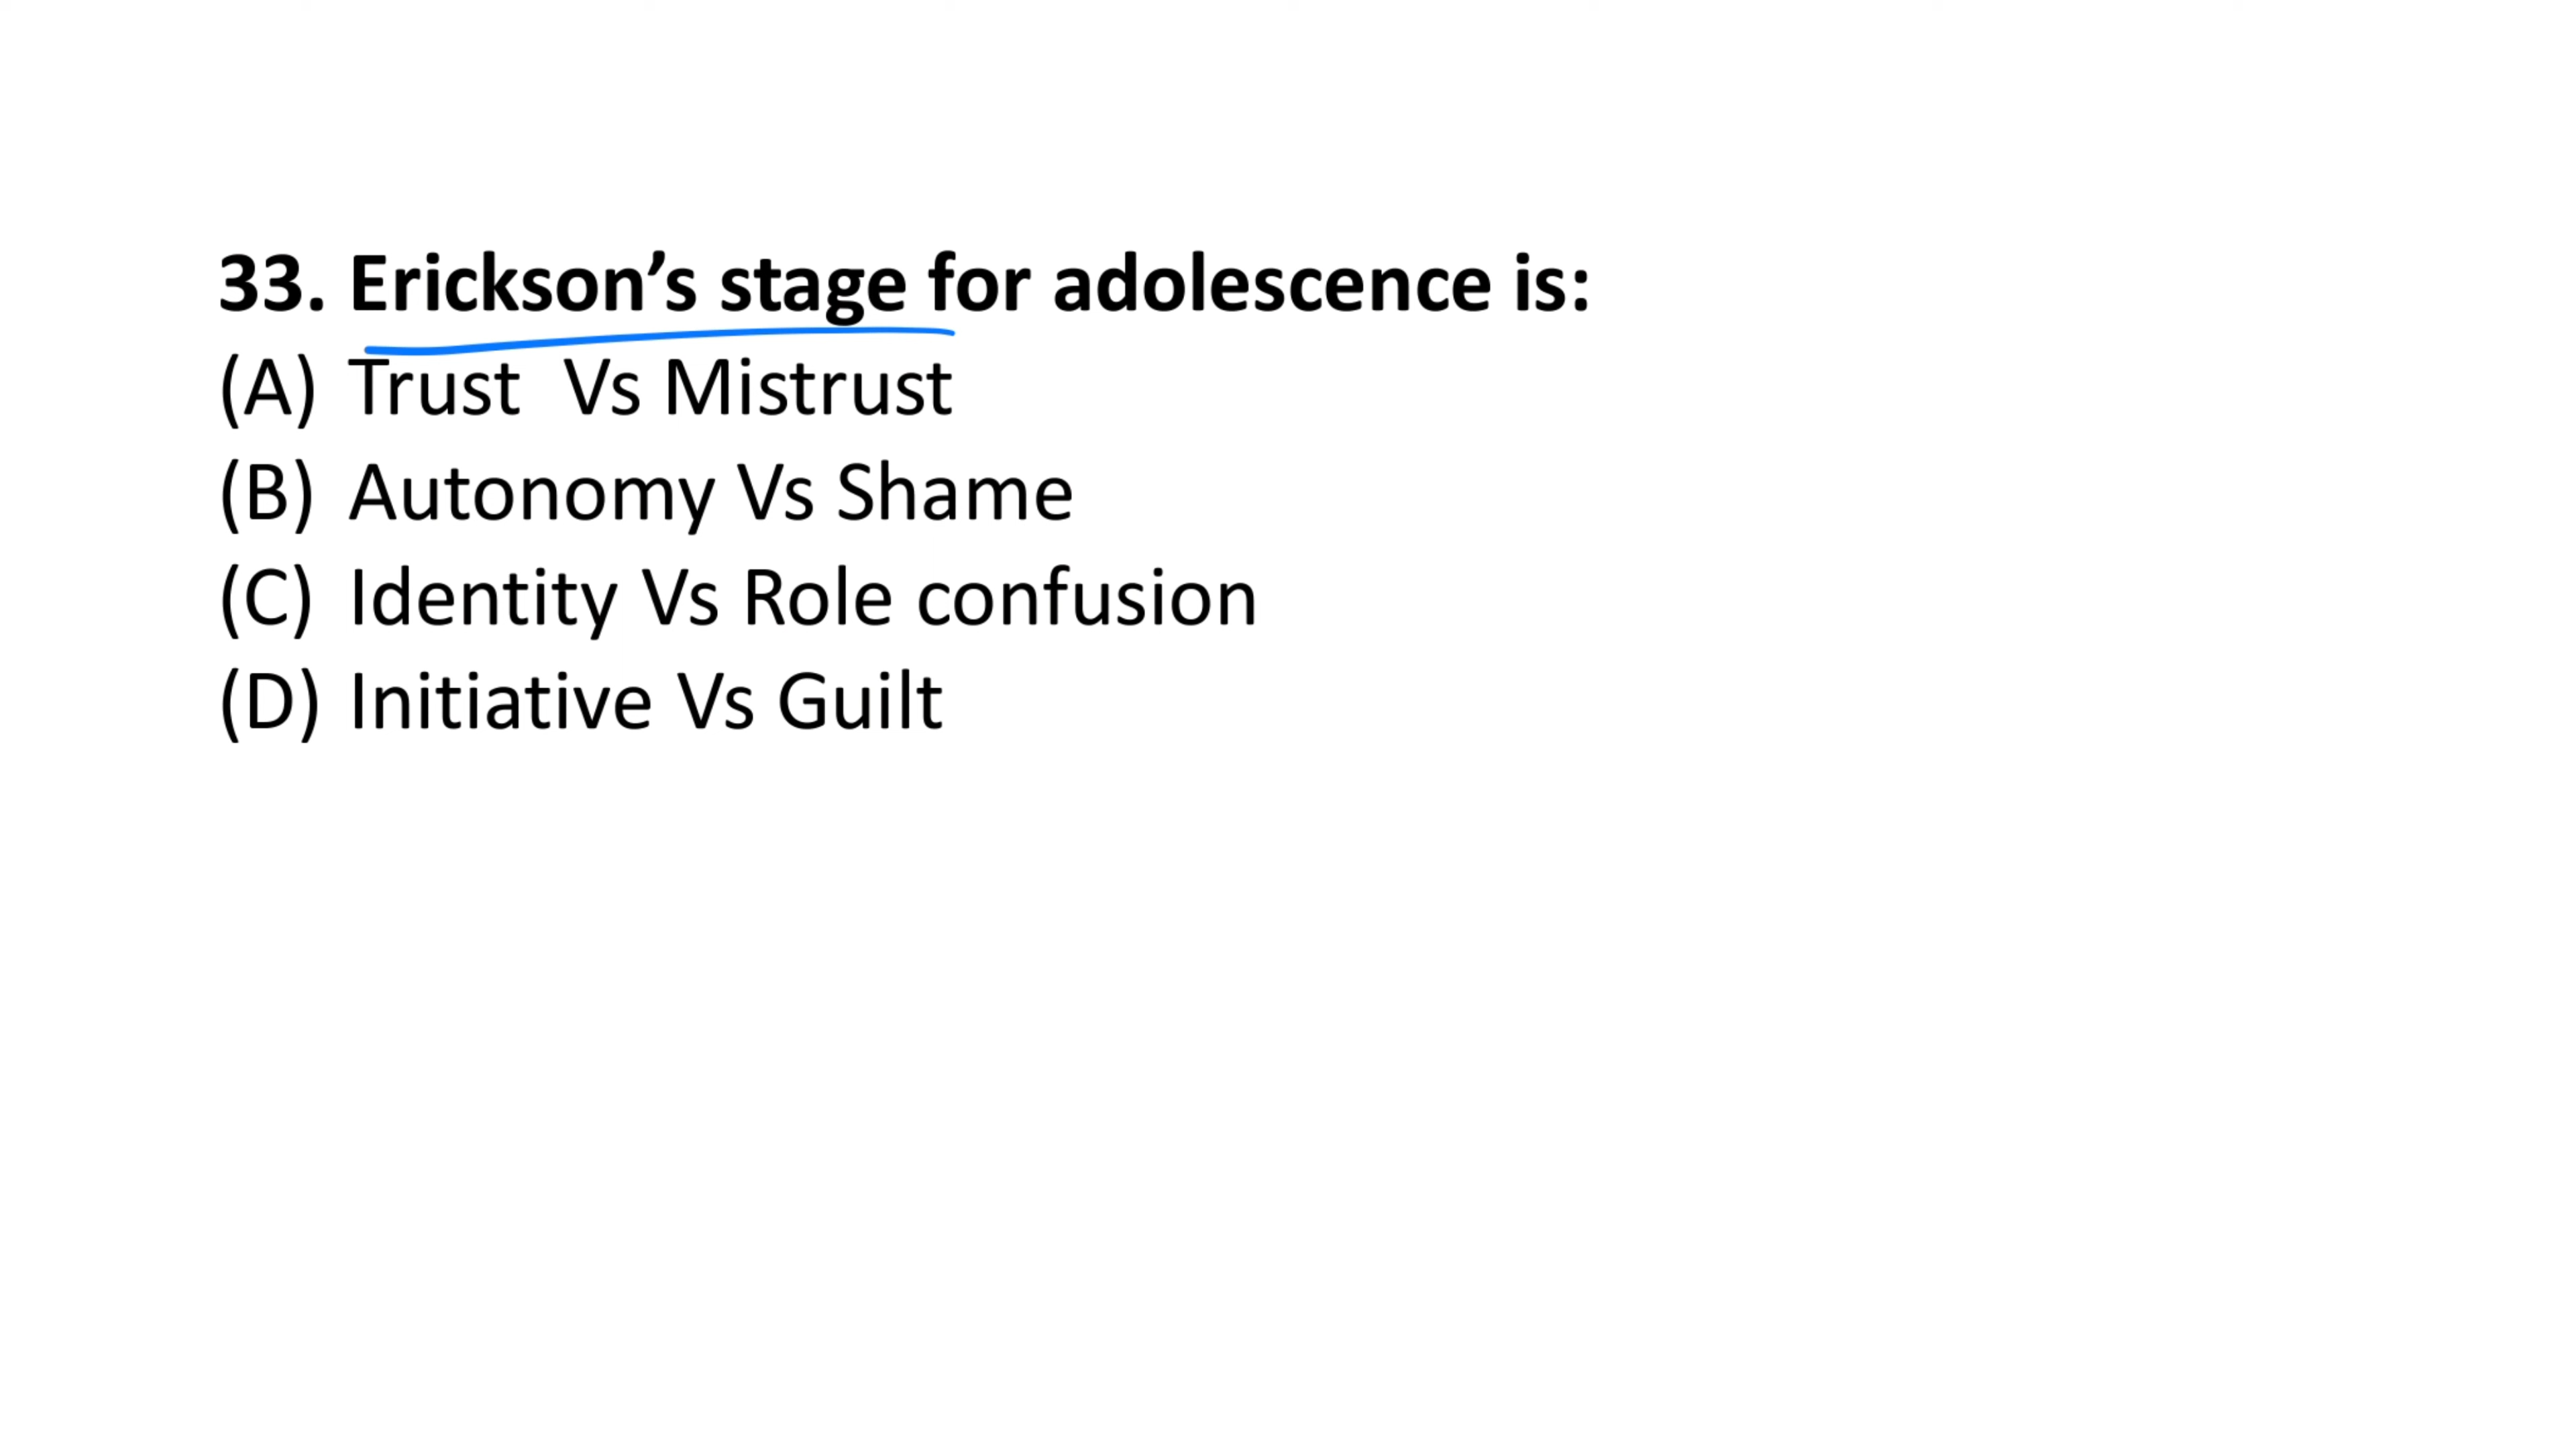 33. Erickson’s stage for adolescence is:
(A) Trust  Vs Mistrust
(B) Autonomy Vs Shame
(C) Identity Vs Role confusion
(D) Initiative Vs Guilt